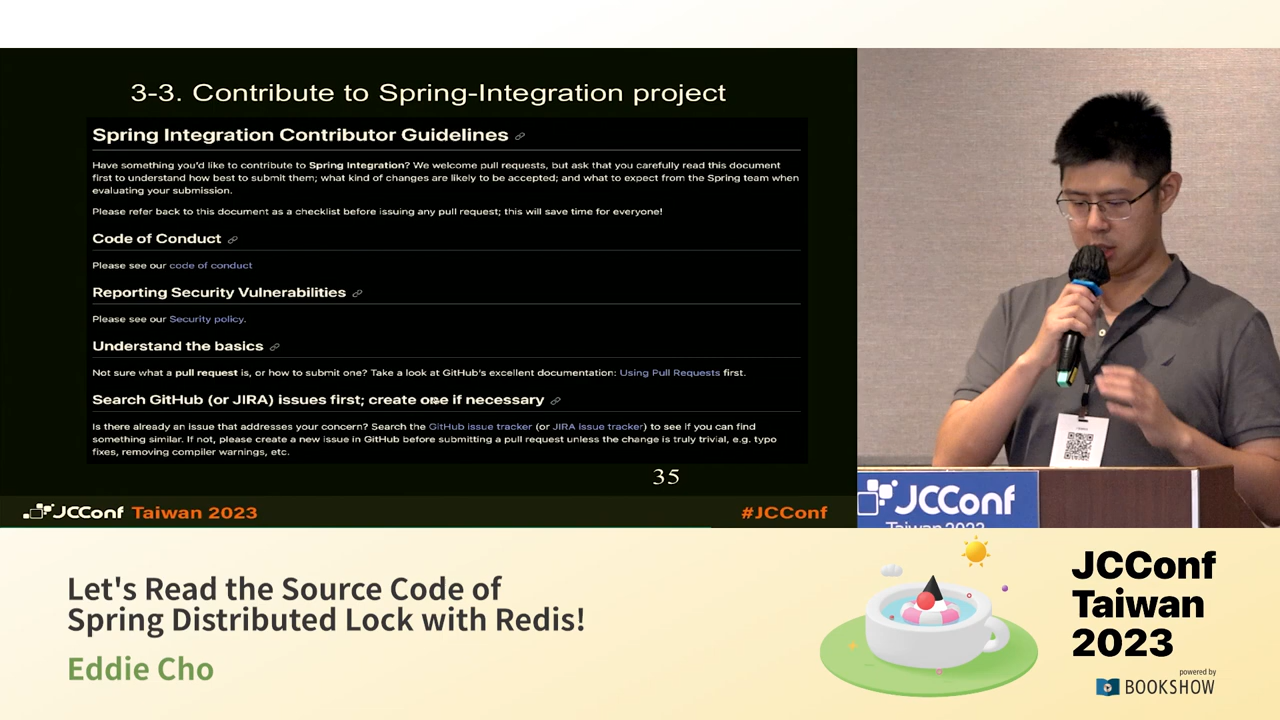 3-3. Contribute to Spring-Integration project
Spring Integration Contributor Guidelines
Have something you'd like to contribute to Spring Integration? We welcome pull requests, but ask that you carefully read this document
first to understand how best to submit them; what kind of changes are likely to be accepted; and what to expect from the Spring team when
evaluating your submission.
Please refer back to this document as a checklist before issuing any pull request; this will save time for everyone!
Code of Conduct
Please see our code of conduct
Reporting Security Vulnerabilities
Please see our Security policy.
Understand the basics
Not sure what a pull request is, or how to submit one? Take a look at GitHub's excellent documentation: Using Pull Requests first.
Search GitHub (or JIRA) issues first; create one if necessary
Is there already an issue that addresses your concern? Search the GitHub issue tracker (or JIRA issue tracker) to see if you can find
something similar. If not, please create a new issue in GitHub before submitting a pull request unless the change is truly trivial, e.g. typo
fixes, removing compiler warnings, etc.
35
JCConf Taiwan 2023
#JCConf
JCConf
Taiwan 2023
Let's Read the Source Code of
Spring Distributed Lock with Redis!
Eddie Cho
JCConf
Taiwan
2023
powered by
BOOKSHOW